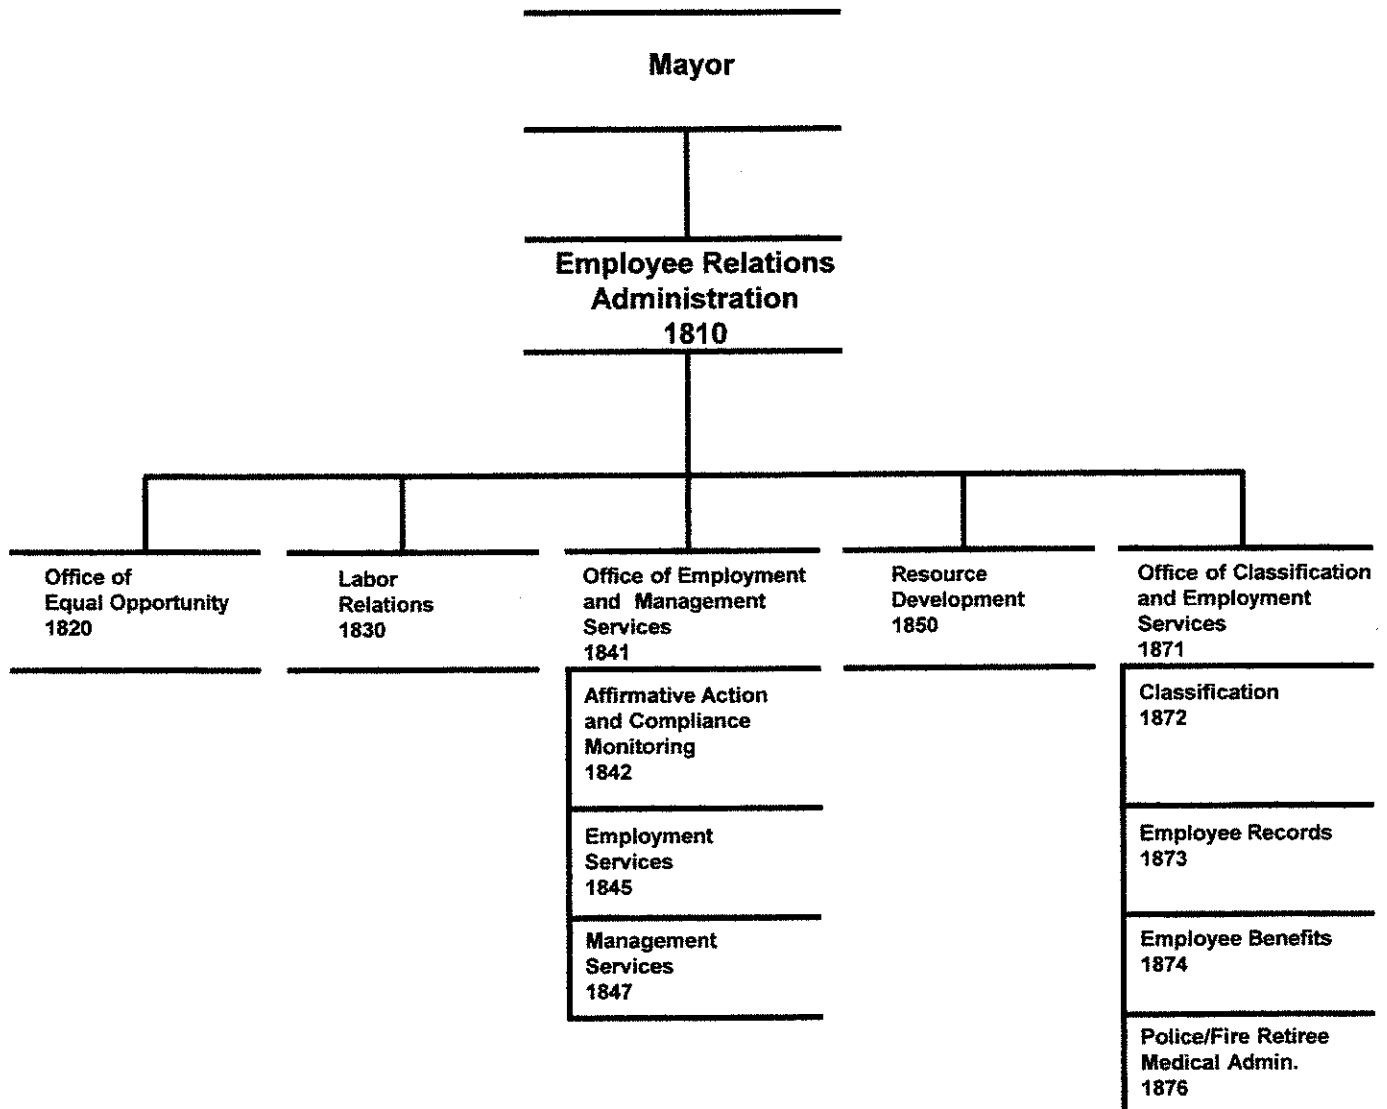 Mayor
Employee Relations
Administration
1810
Office of
Equal Opportunity
1820
Labor
Relations
1830
Office of Employment
and Management
Services
1841
Affirmative Action
and Compliance
Monitoring
1842
Employment
Services
1845
Management
Services
1847
Resource
Development
1850
Office of Classification
and Employment
Services
1871
Classification
1872
Employee Records
1873
Employee Benefits
1874
Police/Fire Retiree
Medical Admin.
1876